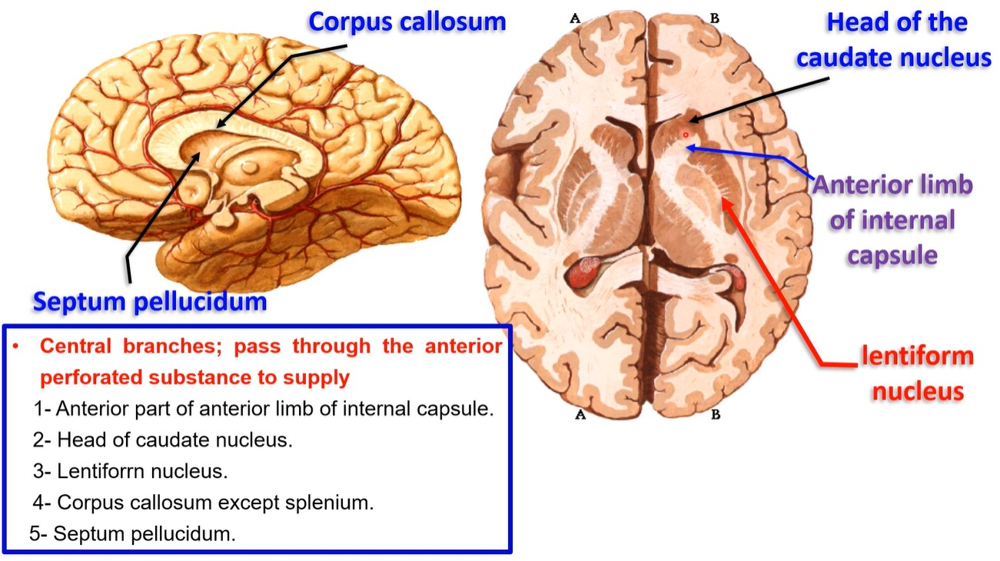 Corpus callosum
A
B
Head of the
caudate nucleus
Anterior limb
of internal
capsule
Septum pellucidum
lentiform
nucleus
A
B
• Central branches; pass through the anterior
perforated substance to supply
1- Anterior part of anterior limb of internal capsule.
2- Head of caudate nucleus.
3- Lentiforrn nucleus.
4- Corpus callosum except splenium.
5- Septum pellucidum.